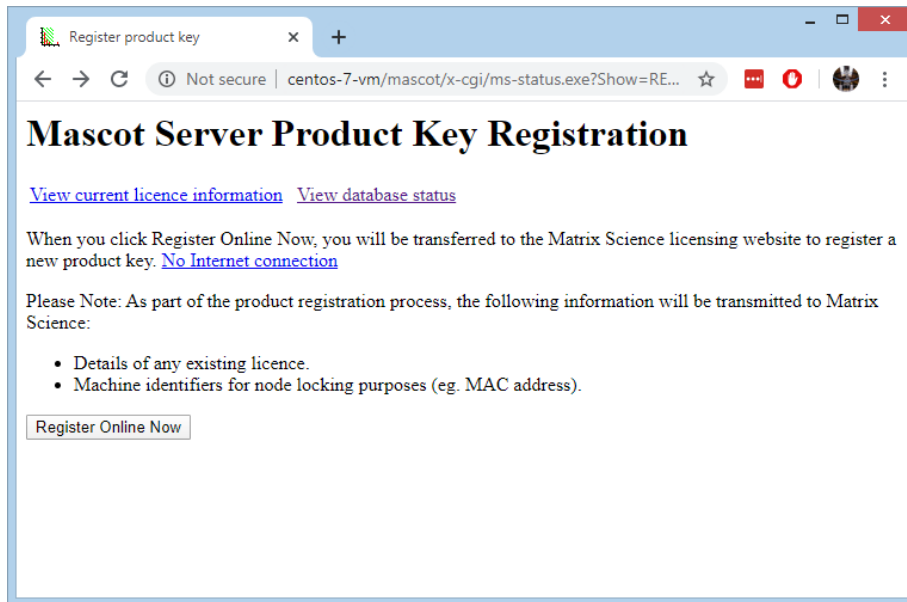 Register product key
Not secure | centos-7-vm/mascot/x-cgi/ms-status.exe?Show=RE...
Mascot Server Product Key Registration
View current licence information View database status
When you click Register Online Now, you will be transferred to the Matrix Science licensing website to register a
new product key. No Internet connection
Please Note: As part of the product registration process, the following information will be transmitted to Matrix
Science:
• Details of any existing licence.
• Machine identifiers for node locking purposes (eg. MAC address).
Register Online Now